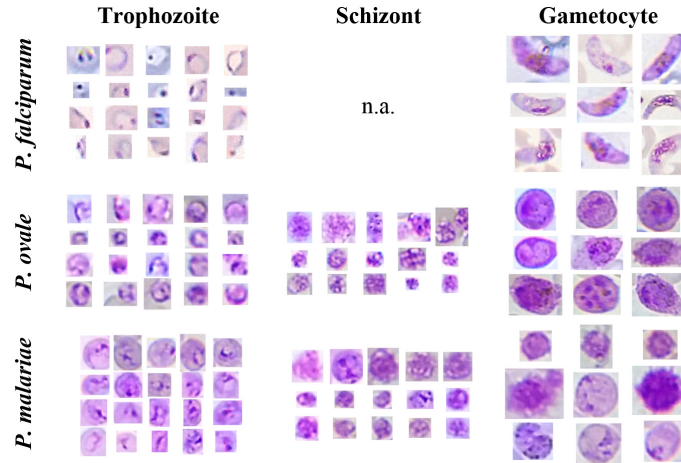 Trophozoite Schizont Gametocyte
P. falciparum
n.a.
P. ovale
P. malariae